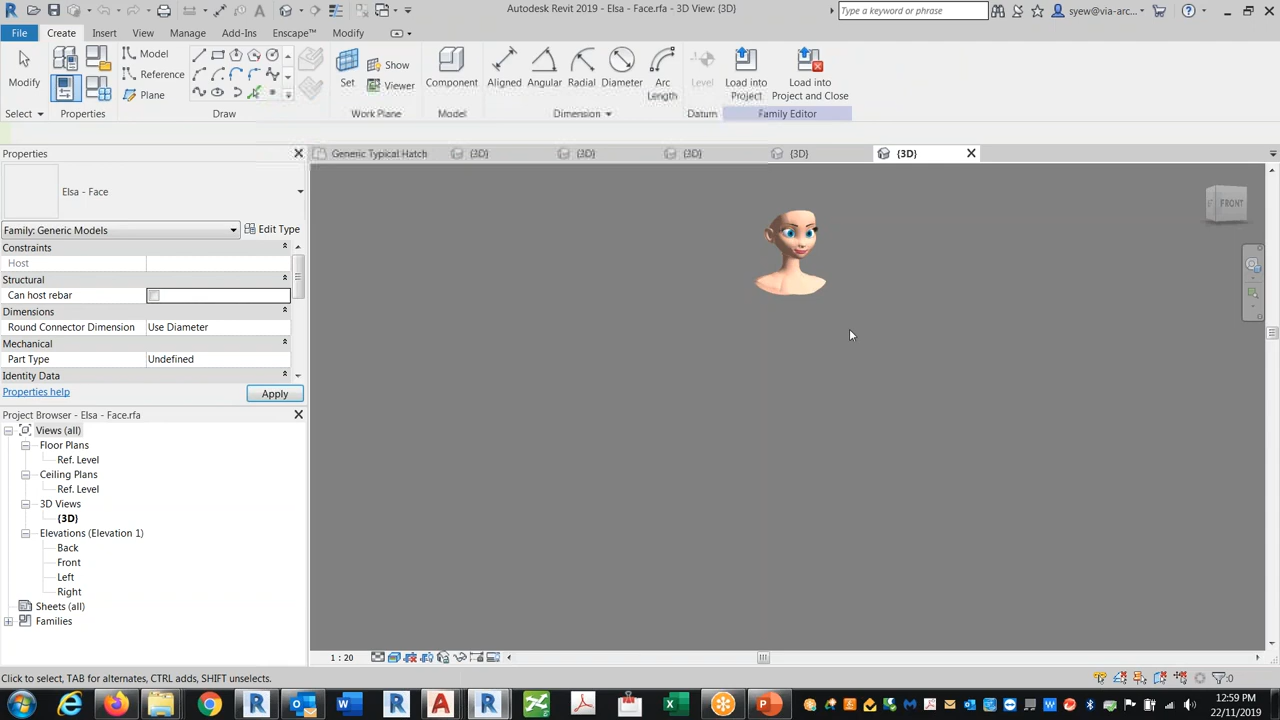 Autodesk Revit 2019 - Elsa - Face.rfa - 3D View: {3D}
Type a keyword or phrase
syew@via-arc...
File Create Insert View Manage Add-Ins Enscape™ Modify
Modify
Model
Reference
Plane
Set
Show
Viewer
Component
Aligned Angular Radial Diameter Arc Length
Level
Load into Project
Load into Project and Close
Select Properties Draw Work Plane Model Dimension Datum Family Editor
Properties
Generic Typical Hatch {3D} {3D} {3D} {3D} {3D}
Elsa - Face
FRONT
Family: Generic Models Edit Type
Constraints
Host
Structural
Can host rebar
Dimensions
Round Connector Dimension Use Diameter
Mechanical
Part Type Undefined
Identity Data
Properties help Apply
Project Browser - Elsa - Face.rfa
Views (all)
Floor Plans
Ref. Level
Ceiling Plans
Ref. Level
3D Views
{3D}
Elevations (Elevation 1)
Back
Front
Left
Right
Sheets (all)
Families
1 : 20
Click to select, TAB for alternates, CTRL adds, SHIFT unselects.
:0
12:59 PM
22/11/2019